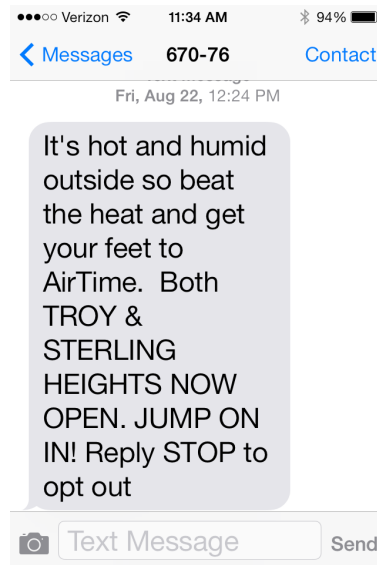 Verizon 11:34 AM 94%
Messages 670-76 Contact
Text Message
Fri, Aug 22, 12:24 PM
It's hot and humid
outside so beat
the heat and get
your feet to
AirTime.  Both
TROY &
STERLING
HEIGHTS NOW
OPEN. JUMP ON
IN! Reply STOP to
opt out
Text Message Send